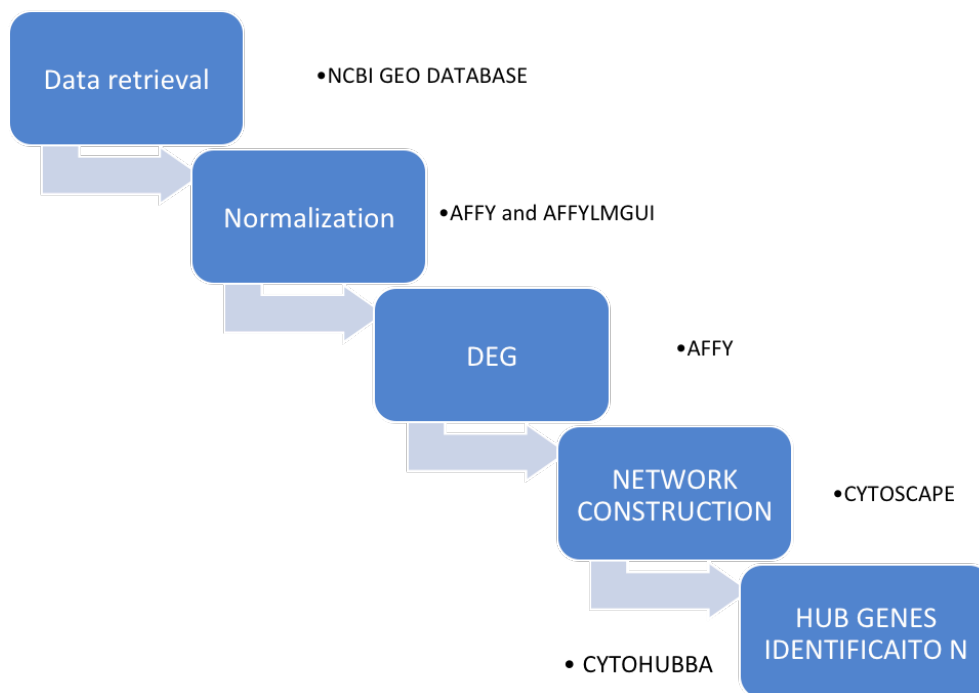 Data retrieval
•NCBI GEO DATABASE
Normalization
•AFFY and AFFYLMGUI
DEG
•AFFY
NETWORK
CONSTRUCTION
•CYTOSCAPE
HUB GENES
IDENTIFICAITO N
• CYTOHUBBA